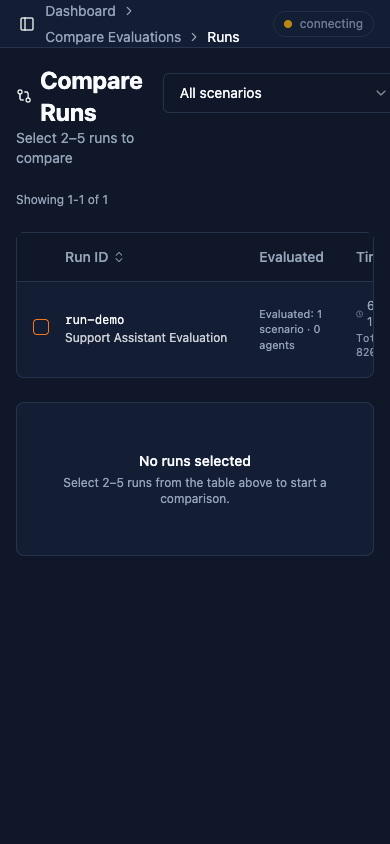 Dashboard
Compare Evaluations
Runs
connecting
Compare
Runs
All scenarios
Select 2–5 runs to
compare
Showing 1-1 of 1
Run ID
Evaluated
run-demo
Support Assistant Evaluation
Evaluated: 1
scenario · 0
agents
No runs selected
Select 2–5 runs from the table above to start a
comparison.